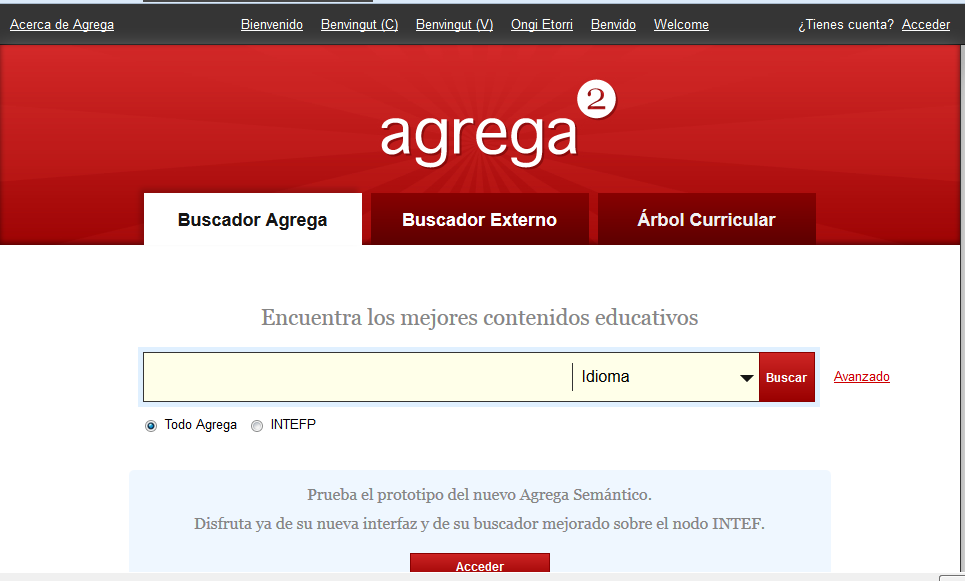 Acerca de Agrega Bienvenido Benvingut (C) Benvingut (V) Ongi Etorri Benvido Welcome ¿Tienes cuenta? Acceder
agrega 2
Buscador Agrega Buscador Externo Árbol Curricular
Encuentra los mejores contenidos educativos
Idioma Buscar Avanzado
Todo Agrega INTEFP
Prueba el prototipo del nuevo Agrega Semántico.
Disfruta ya de su nueva interfaz y de su buscador mejorado sobre el nodo INTEF.
Acceder